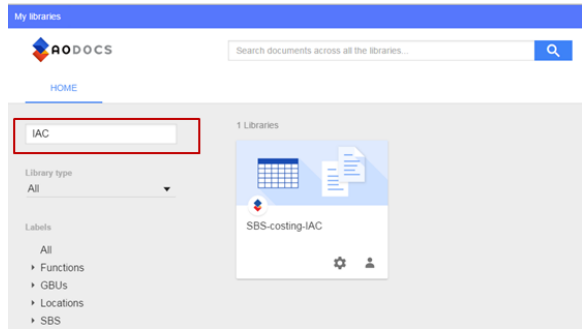 My libraries
AODOCS
Search documents across all the libraries...
HOME
IAC
1 Libraries
Library type
All
SBS-costing-IAC
Labels
All
Functions
GBUs
Locations
SBS